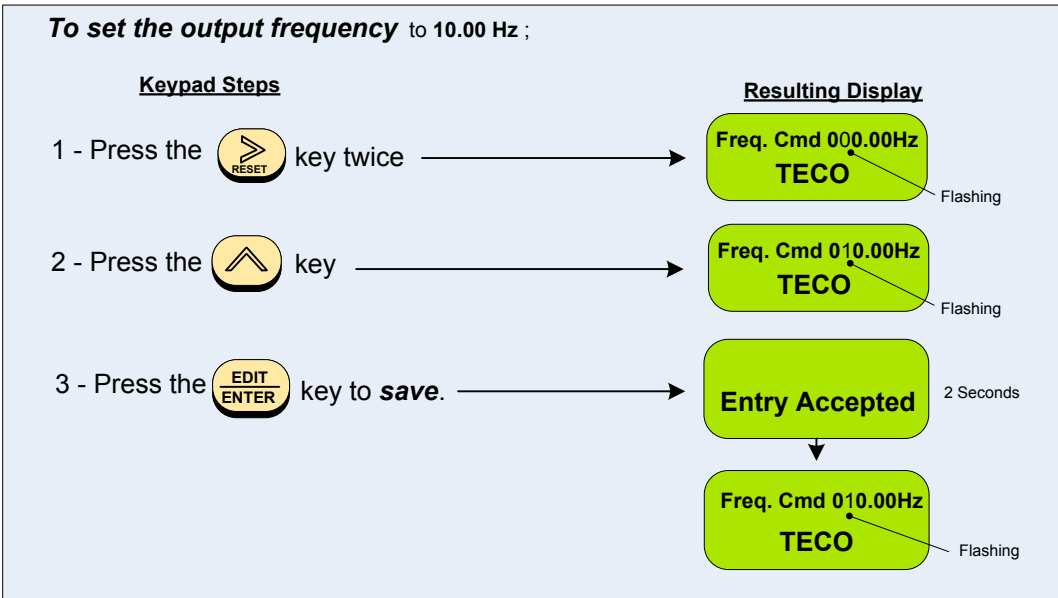 To set the output frequency to 10.00 Hz ;
Keypad Steps
Resulting Display
1 - Press the RESET key twice
Freq. Cmd 000.00Hz
TECO
Flashing
2 - Press the key
Freq. Cmd 010.00Hz
TECO
Flashing
3 - Press the EDIT ENTER key to save.
Entry Accepted
2 Seconds
Freq. Cmd 010.00Hz
TECO
Flashing